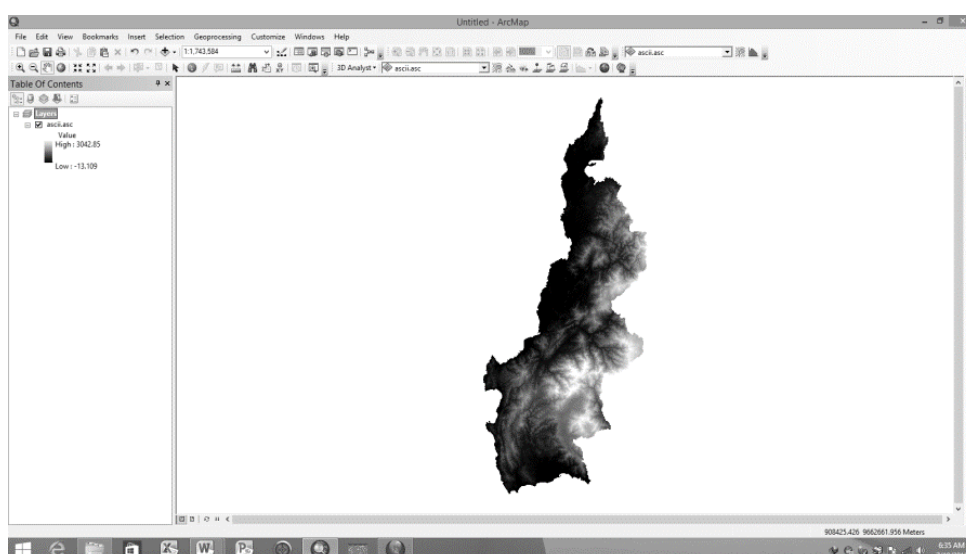 Untitled - ArcMap
File Edit View Bookmarks Insert Selection Geoprocessing Customize Windows Help
1:1,743,584
ascii.asc
3D Analyst ascii.asc
Table Of Contents
Layers
ascii.asc
Value
High : 3042.85
Low : -13.109
908425.426 9662661.956 Meters
6:35 AM